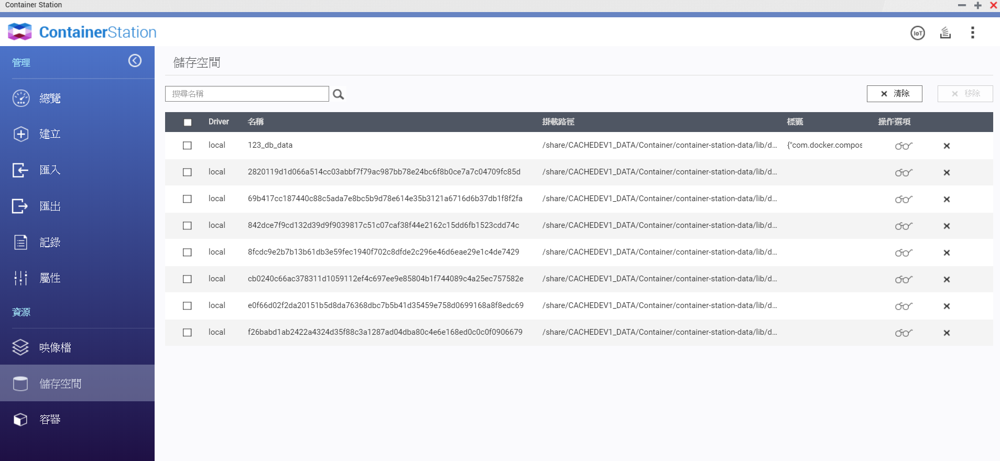 Container Station
ContainerStation
IoT
管理
總覽
建立
匯入
匯出
記錄
屬性
資源
映像檔
儲存空間
容器
儲存空間
搜尋名稱
清除
移除
Driver 名稱 掛載路徑 標籤 操作選項
local 123_db_data /share/CACHEDEV1_DATA/Container/container-station-data/lib/d... {"com.docker.compos
local 2820119d1d066a514cc03abbf7f79ac987bb78e24bc6f8b0ce7a7c04709fc85d /share/CACHEDEV1_DATA/Container/container-station-data/lib/d...
local 69b417cc187440c88c5ada7e8bc5b9d78e614e35b3121a6716d6b37db1f8f2fa /share/CACHEDEV1_DATA/Container/container-station-data/lib/d...
local 842dce7f9cd132d39d9f9039817c51c07caf38f44e2162c15dd6fb1523cdd74c /share/CACHEDEV1_DATA/Container/container-station-data/lib/d...
local 8fcdc9e2b7b13b61db3e59fec1940f702c8dfde2c296e46d6eae29e1c4de7429 /share/CACHEDEV1_DATA/Container/container-station-data/lib/d...
local cb0240c66ac378311d1059112ef4c697ee9e85804b1f744089c4a25ec757582e /share/CACHEDEV1_DATA/Container/container-station-data/lib/d...
local e0f66d02f2da20151b5d8da76368dbc7b5b41d35459e758d0699168a8f8edc69 /share/CACHEDEV1_DATA/Container/container-station-data/lib/d...
local f26babd1ab2422a4324d35f88c3a1287ad04dba80c4e6e168ed0c0c0f0906679 /share/CACHEDEV1_DATA/Container/container-station-data/lib/d...